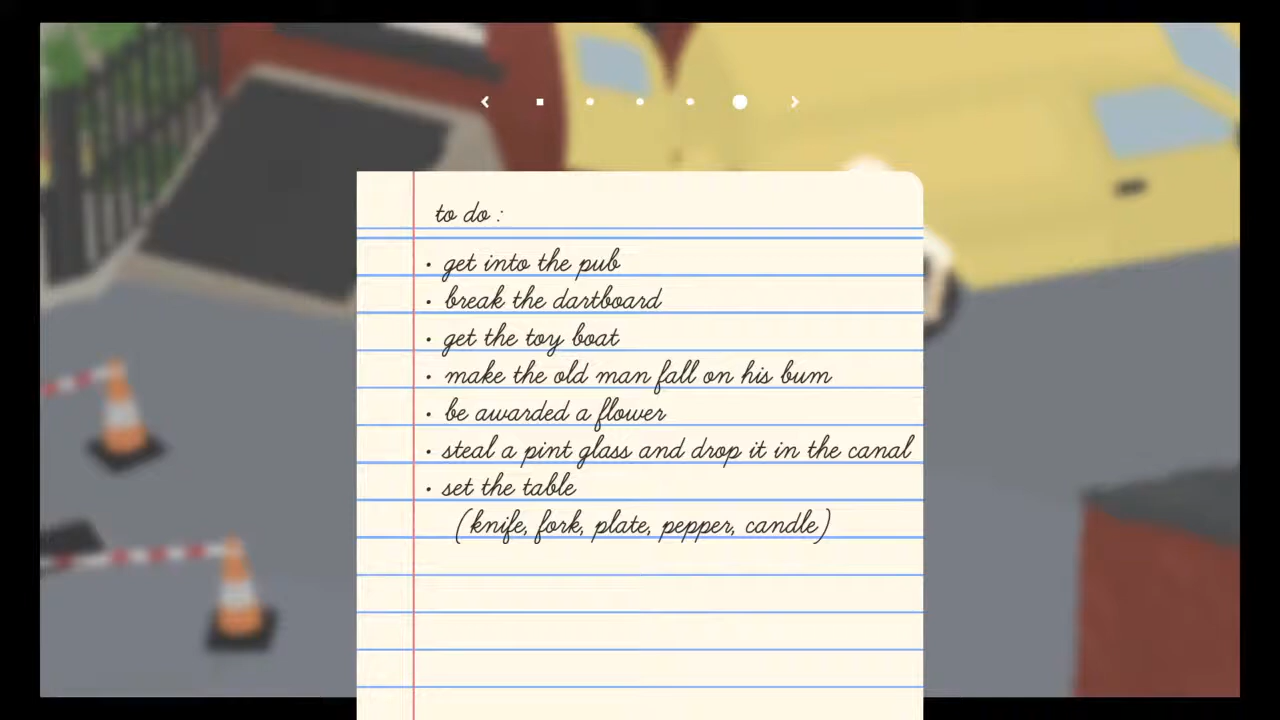 to do :
• get into the pub
• break the dartboard
• get the toy boat
• make the old man fall on his bum
• be awarded a flower
• steal a pint glass and drop it in the canal
• set the table
(knife, fork, plate, pepper, candle)